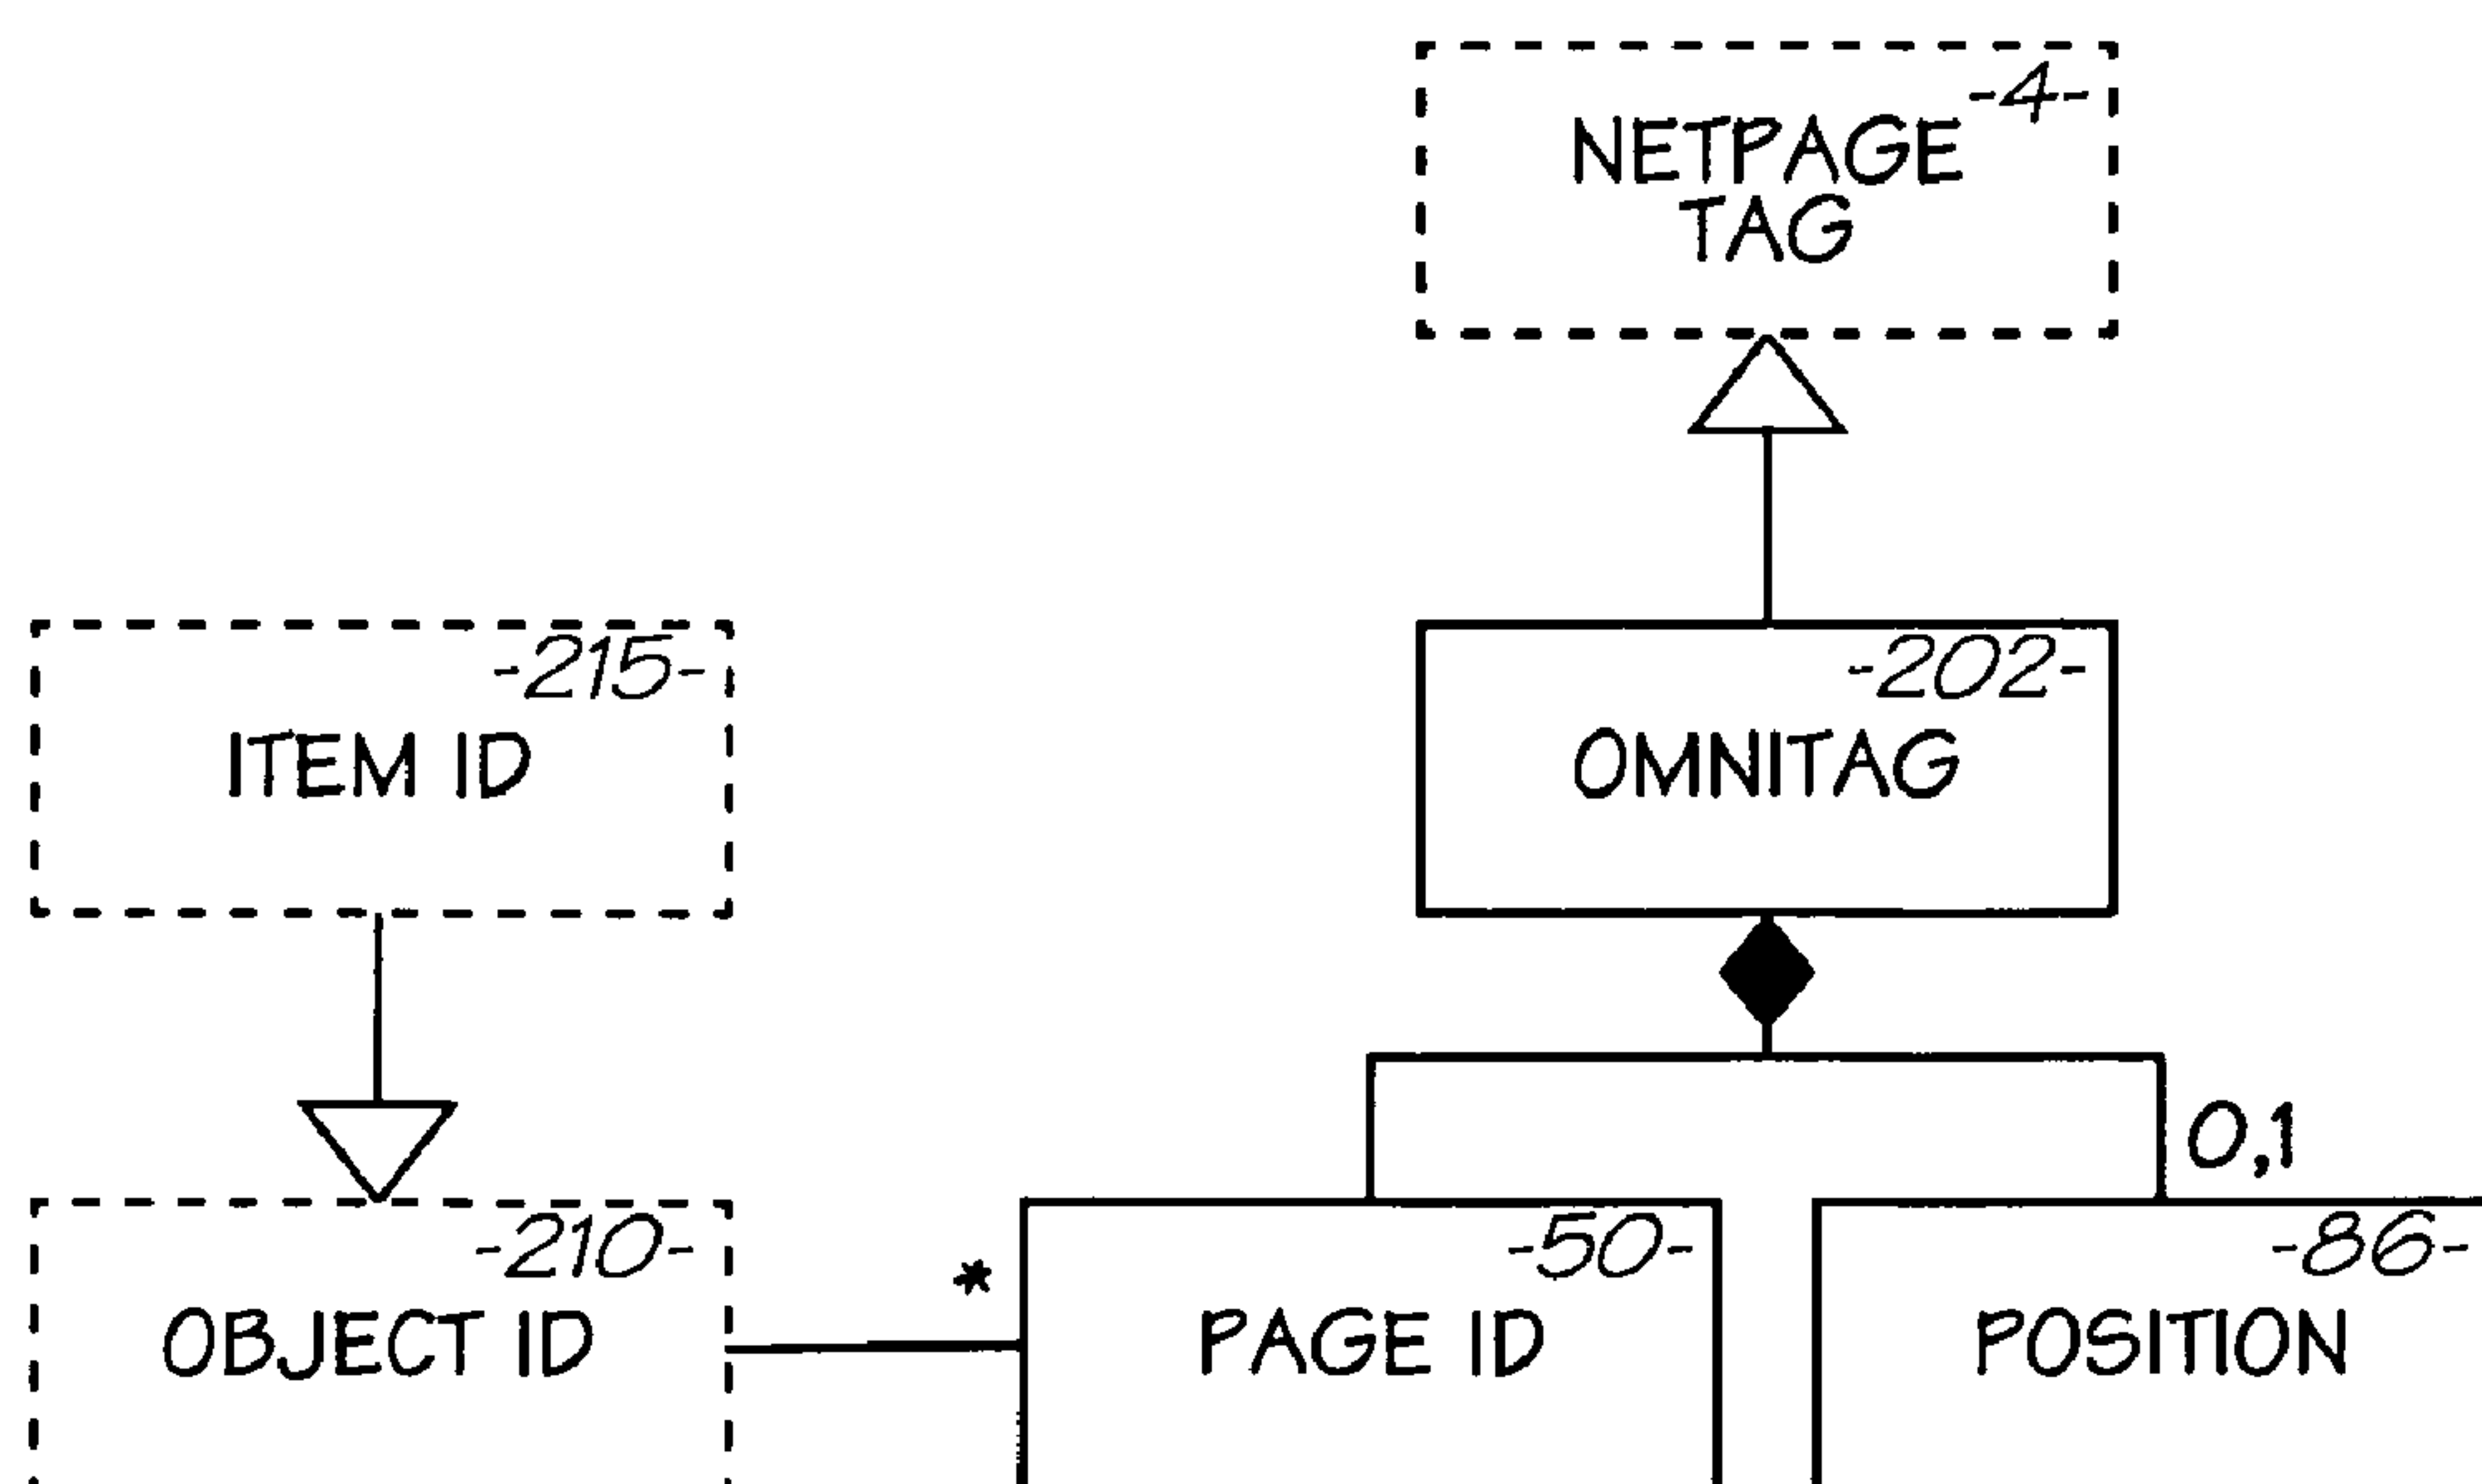 -4-
NETPAGE
TAG
-215-
ITEM ID
-202-
OMNITAG
0,1
-210-
OBJECT ID
*
-50-
PAGE ID
-86-
POSITION